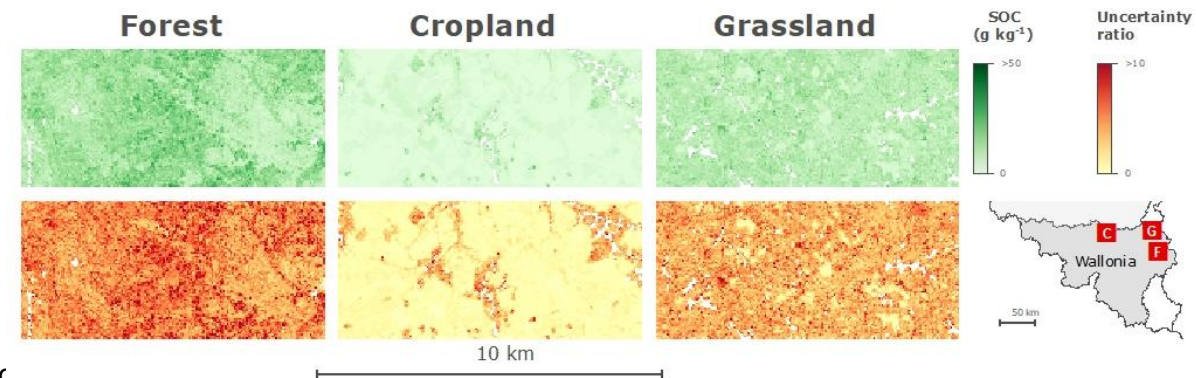 Forest
Cropland
Grassland
SOC
(g kg⁻¹)
>50
0
Uncertainty
ratio
>10
0
C
G
F
Wallonia
50 km
10 km